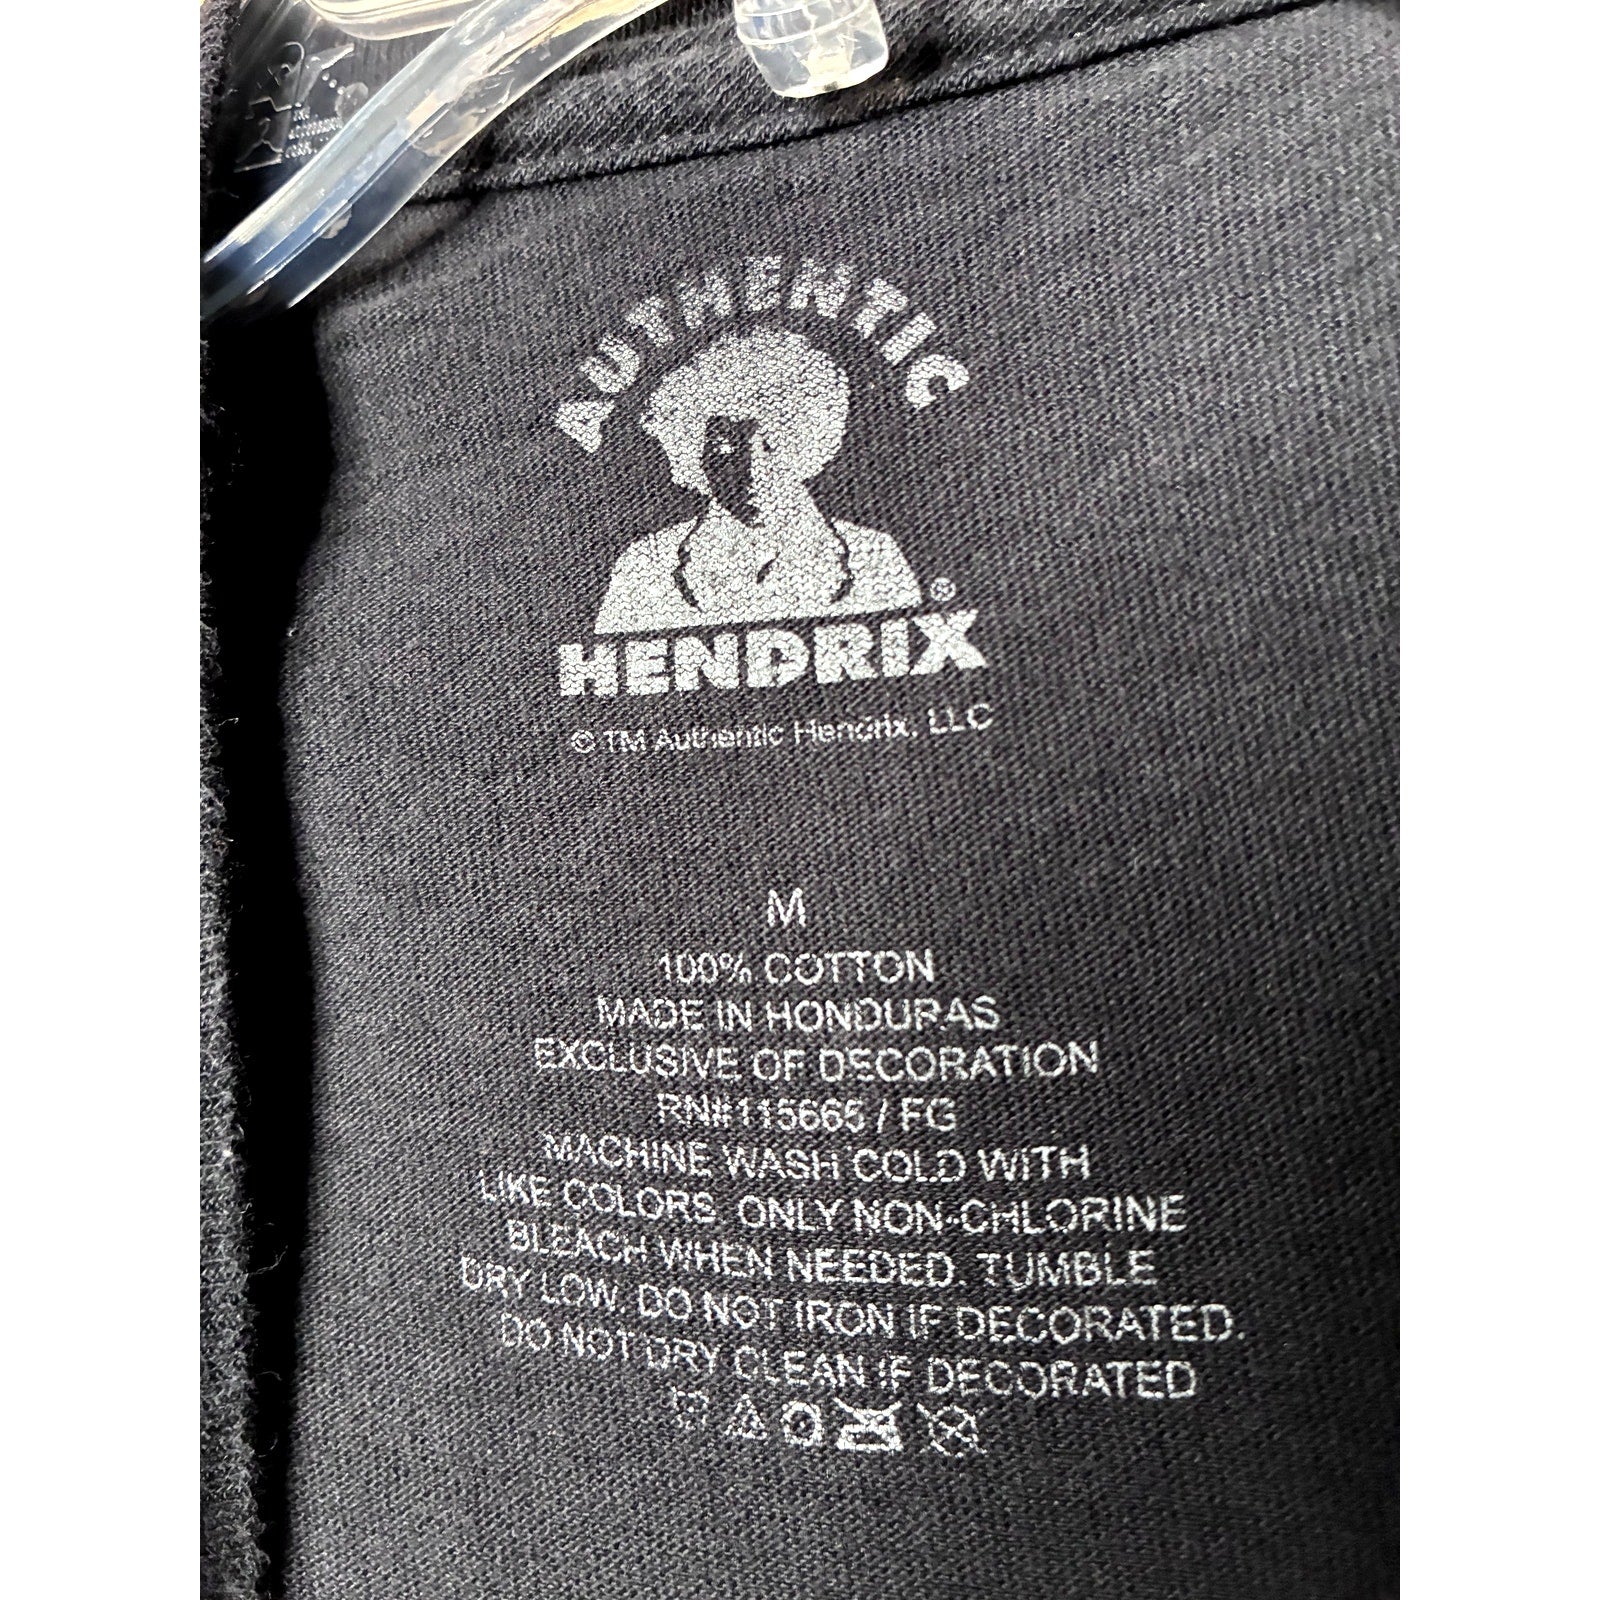 AUTHENTIC
HENDRIX®
© TM Authentic Hendrix, LLC
M
100% COTTON
MADE IN HONDURAS
EXCLUSIVE OF DECORATION
RN#115665 / FG
MACHINE WASH COLD WITH
LIKE COLORS. ONLY NON-CHLORINE
BLEACH WHEN NEEDED. TUMBLE
DRY LOW. DO NOT IRON IF DECORATED.
DO NOT DRY CLEAN IF DECORATED